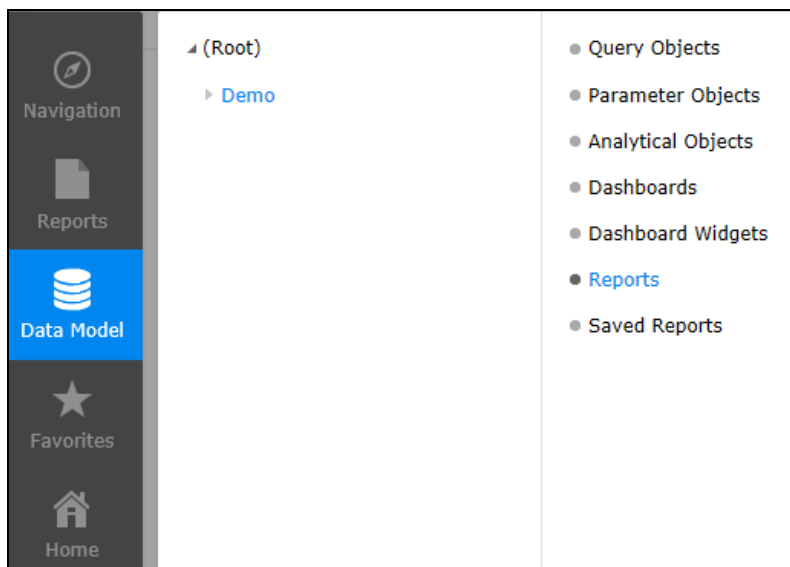 Navigation
Reports
Data Model
Favorites
Home
(Root)
Demo
Query Objects
Parameter Objects
Analytical Objects
Dashboards
Dashboard Widgets
Reports
Saved Reports